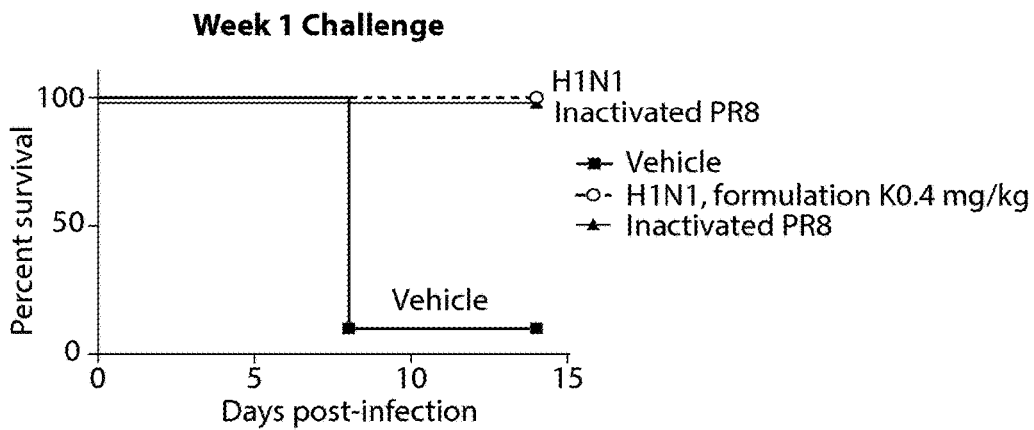 Week 1 Challenge
H1N1
Inactivated PR8
Vehicle
H1N1, formulation K0.4 mg/kg
Inactivated PR8
Percent survival
100
50
0
Vehicle
0 5 10 15
Days post-infection